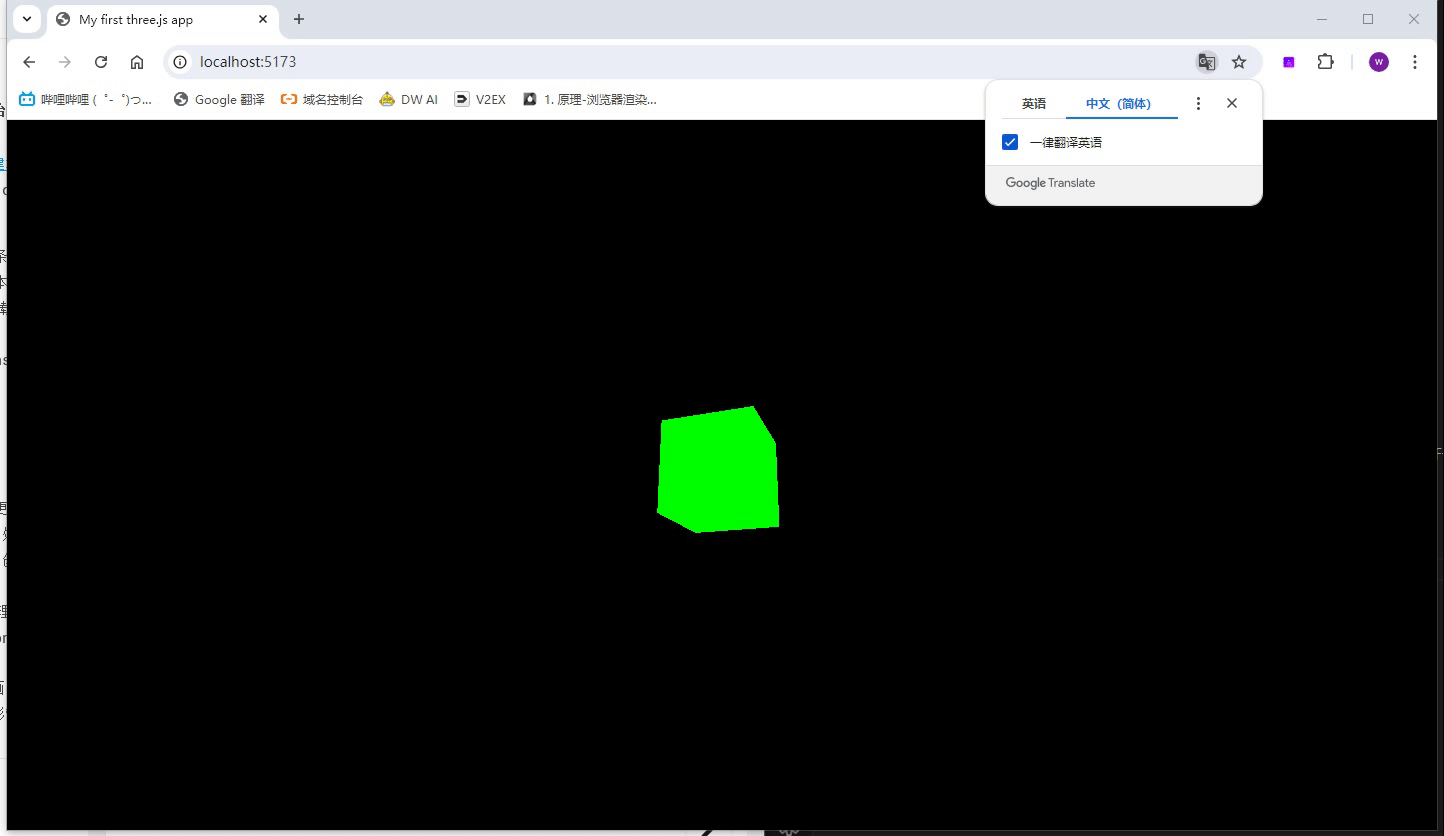 My first three.js app
localhost:5173
W
哔哩哔哩 ( ゜- ゜)つ...
Google 翻译
域名控制台
DW AI
V2EX
1. 原理-浏览器渲染...
英语
中文（简体）
一律翻译英语
Google Translate